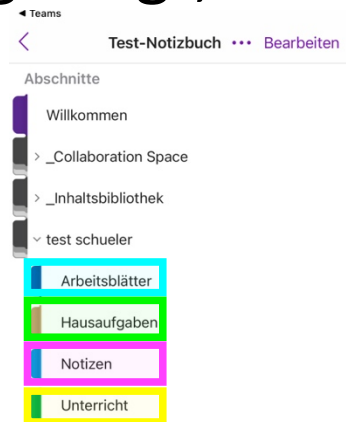 ◀ Teams
Test-Notizbuch ••• Bearbeiten
Abschnitte
Willkommen
> _Collaboration Space
> _Inhaltsbibliothek
test schueler
Arbeitsblätter
Hausaufgaben
Notizen
Unterricht